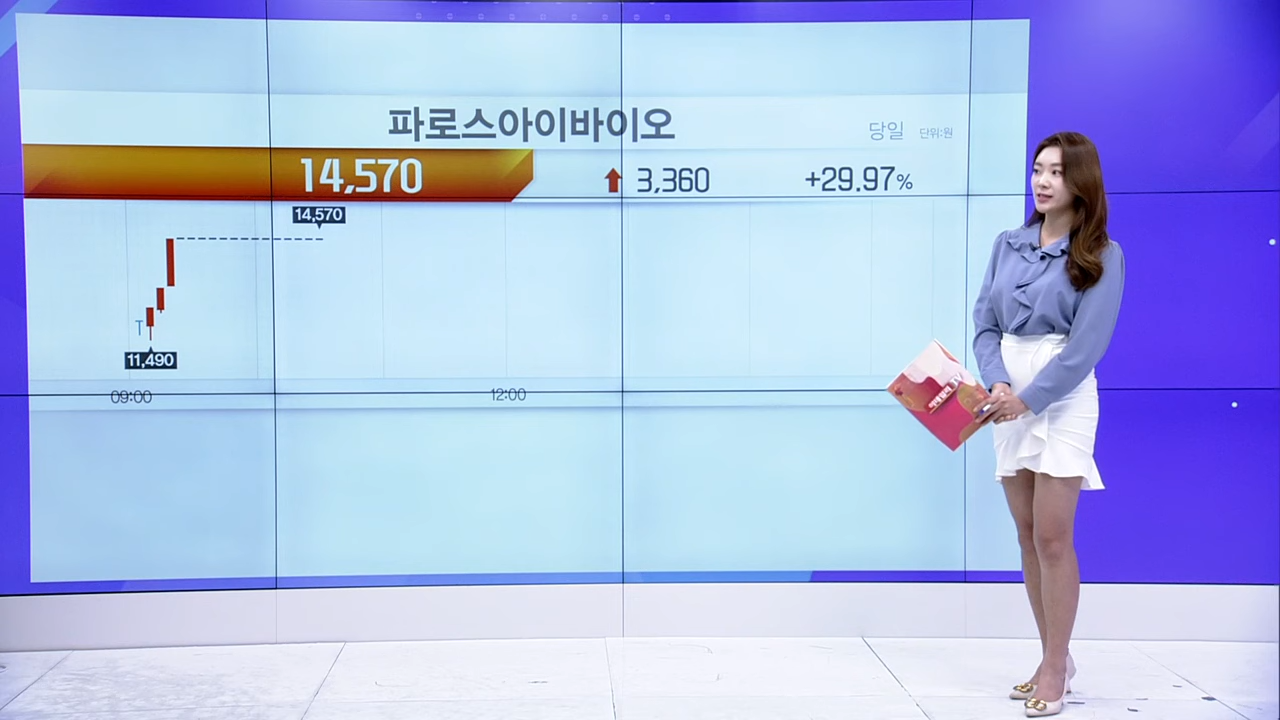 파로스아이바이오
당일 단위:원
14,570 3,360 +29.97%
14,570
T
11,490
09:00 12:00